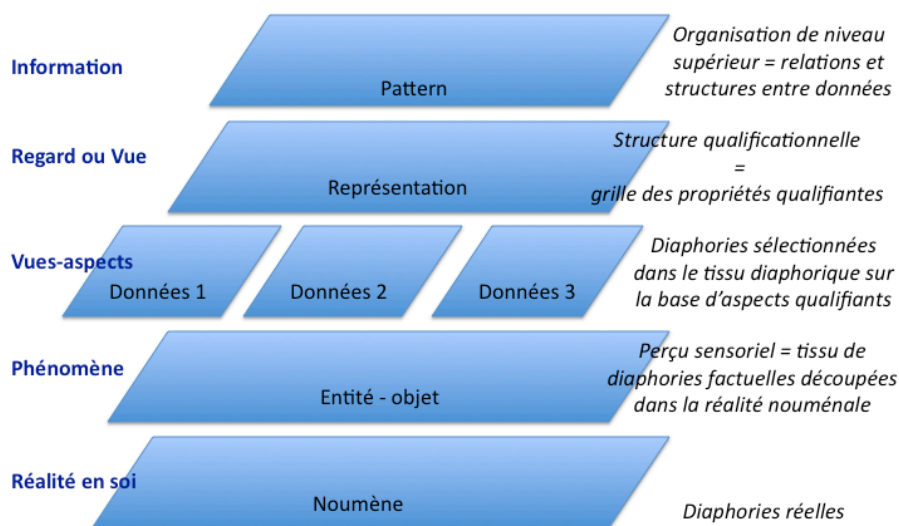 Information
Pattern
Organisation de niveau
supérieur = relations et
structures entre données
Regard ou Vue
Représentation
Structure qualificationnelle
=
grille des propriétés qualifiantes
Vues-aspects
Données 1
Données 2
Données 3
Diaphories sélectionnées
dans le tissu diaphorique sur
la base d’aspects qualifiants
Phénomène
Entité - objet
Perçu sensoriel = tissu de
diaphories factuelles découpées
dans la réalité nouménale
Réalité en soi
Noumène
Diaphories réelles